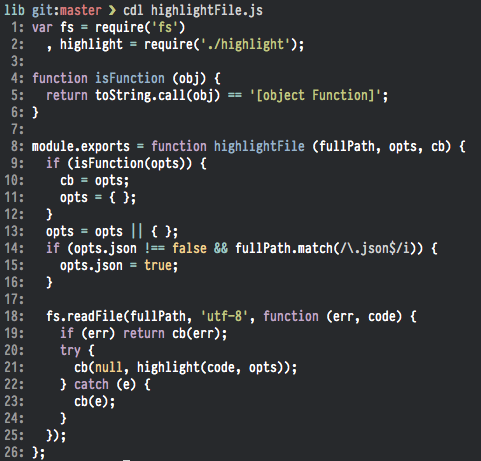 lib git:master ❯ cdl highlightFile.js
 1: var fs = require('fs')
 2:   , highlight = require('./highlight');
 3:
 4: function isFunction (obj) {
 5:   return toString.call(obj) == '[object Function]';
 6: }
 7:
 8: module.exports = function highlightFile (fullPath, opts, cb) {
 9:   if (isFunction(opts)) {
10:     cb = opts;
11:     opts = { };
12:   }
13:   opts = opts || { };
14:   if (opts.json !== false && fullPath.match(/\.json$/i)) {
15:     opts.json = true;
16:   }
17:
18:   fs.readFile(fullPath, 'utf-8', function (err, code) {
19:     if (err) return cb(err);
20:     try {
21:       cb(null, highlight(code, opts));
22:     } catch (e) {
23:       cb(e);
24:     }
25:   });
26: };